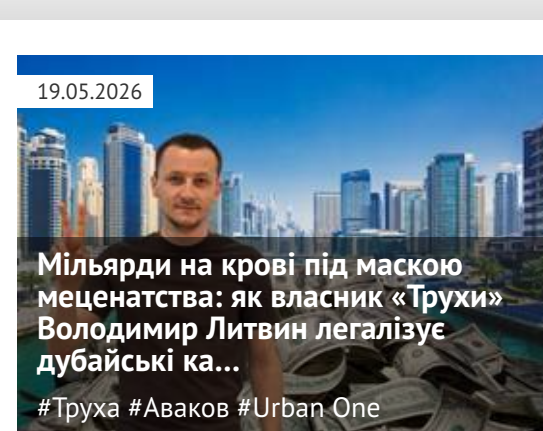 19.05.2026
Мільярди на крові під маскою
меценатства: як власник «Трухи»
Володимир Литвин легалізує
дубайські ка...
#Труха #Аваков #Urban One